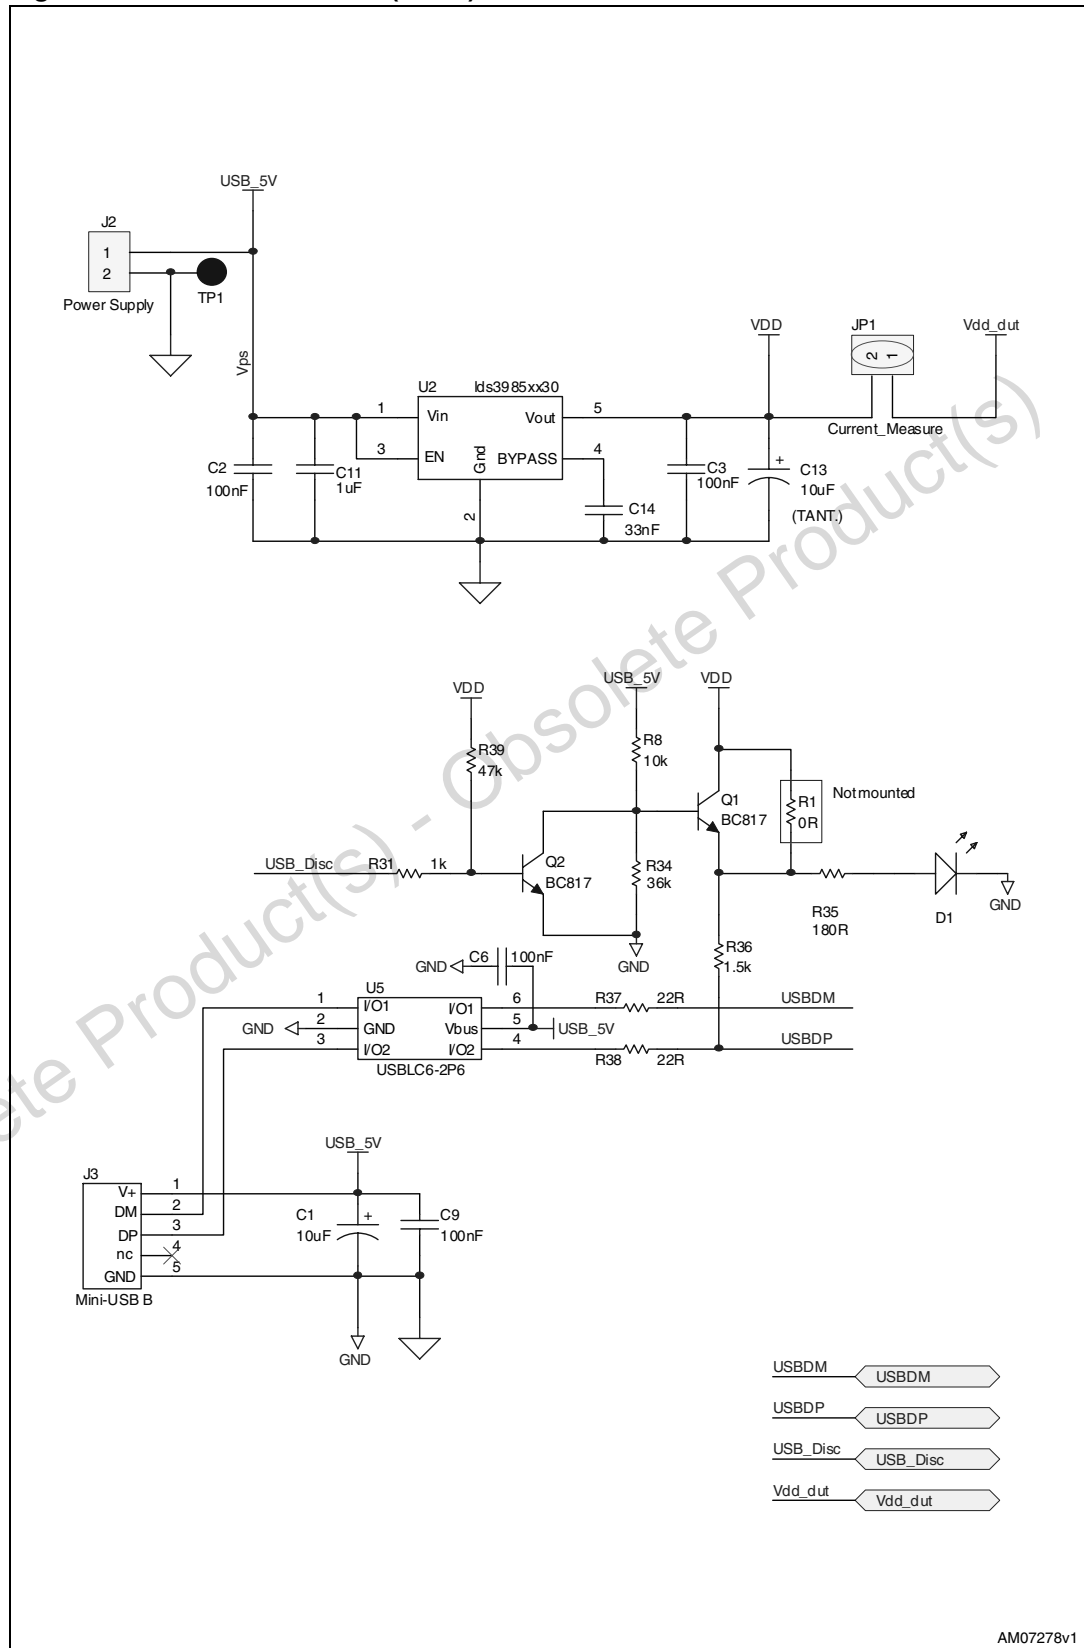 USB_5V
J2
1
2
Power Supply
TP1
Vps
VDD
JP1
2 1
Vdd_dut
Current_Measure
U2 lds3985xx30
1 Vin Vout 5
3 EN BYPASS 4
Gnd
2
C2
100nF
C11
1uF
C14
33nF
C3
100nF
+
C13
10uF
(TANT.)
VDD
R39
47k
USB_5V
R8
10k
VDD
Q1
BC817
R1
0R
Notmounted
USB_Disc R31 1k
Q2
BC817
R34
36k
GND
R35
180R
D1
GND
R36
1.5k
GND C6 100nF
U5
1 I/O1 I/O1 6
GND 2 GND Vbus 5 USB_5V
3 I/O2 I/O2 4
USBLC6-2P6
R37 22R USBDM
R38 22R USBDP
USB_5V
J3
V+ 1
DM 2
DP 3
nc 4
GND 5
Mini-USB B
C1
10uF
+
C9
100nF
GND
USBDM USBDM
USBDP USBDP
USB_Disc USB_Disc
Vdd_dut Vdd_dut
AM07278v1
Obsolete Product(s) - Obsolete Product(s)